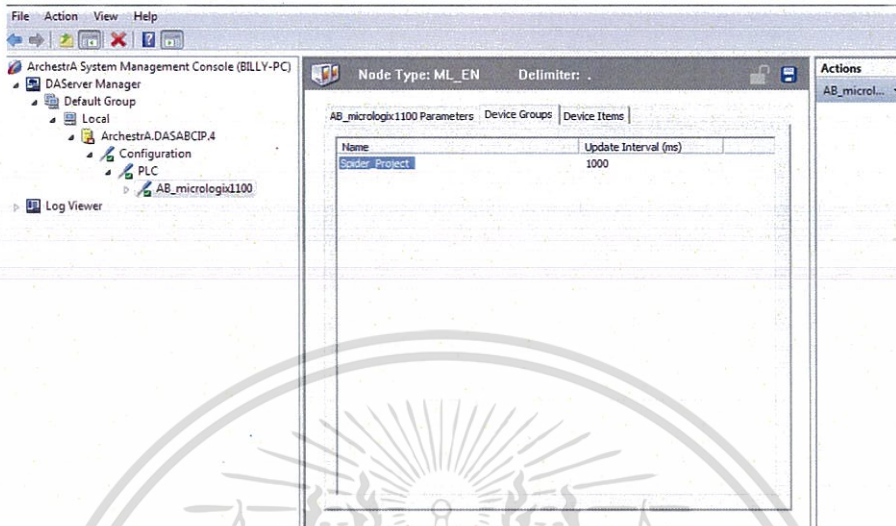 File Action View Help
ArchestrA System Management Console (BILLY-PC)
DAServer Manager
Default Group
Local
ArchestrA.DASABCIP.4
Configuration
PLC
AB_micrologix1100
Log Viewer
Node Type: ML_EN Delimiter: .
AB_micrologix1100 Parameters Device Groups Device Items
Name Update Interval (ms)
Spider_Project 1000
Actions
AB_microl...